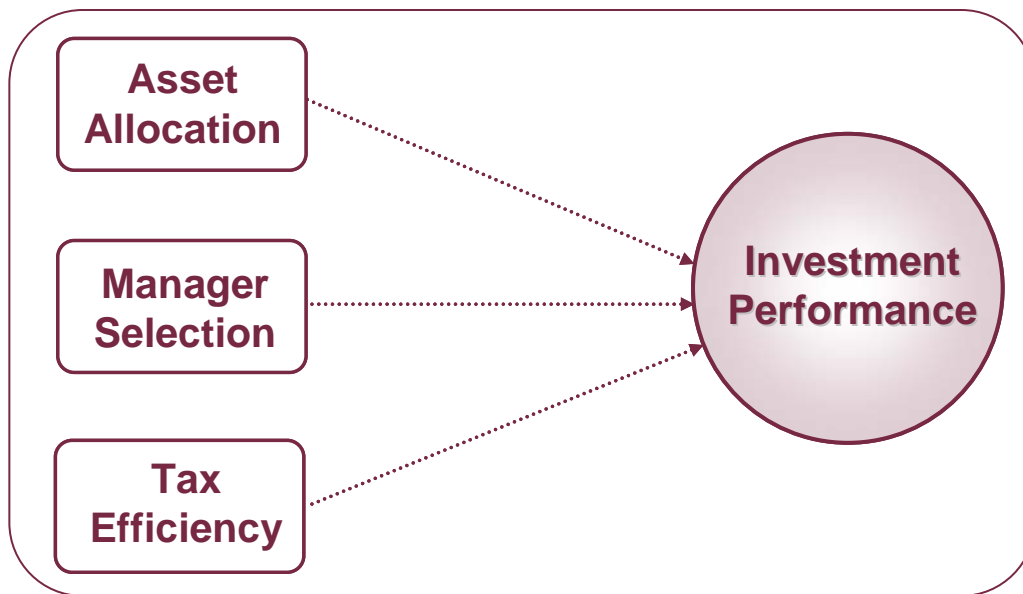 Asset
Allocation
Manager
Selection
Tax
Efficiency
Investment
Performance